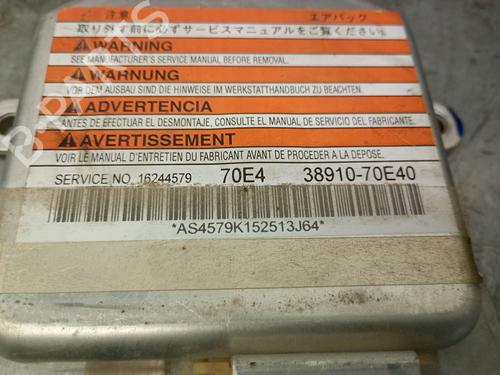 注意 エアバッグ
取り外す前に必ずサービスマニュアルをご覧ください。
WARNING
SEE MANUFACTURER'S SERVICE MANUAL BEFORE REMOVAL.
WARNUNG
VOR DEM AUSBAU SIND DIE HINWEISE IM WERKSTATTHANDBUCH ZU BEACHTEN.
ADVERTENCIA
ANTES DE EFECTUAR EL DESMONTAJE, CONSULTE EL MANUAL DE SERVICIO DEL FABRICANTE.
AVERTISSEMENT
VOIR LE MANUEL D'ENTRETIEN DU FABRICANT AVANT DE PROCEDER A LA DEPOSE.
SERVICE NO. 16244579 70E4 38910-70E40
*AS4579K152513J64*